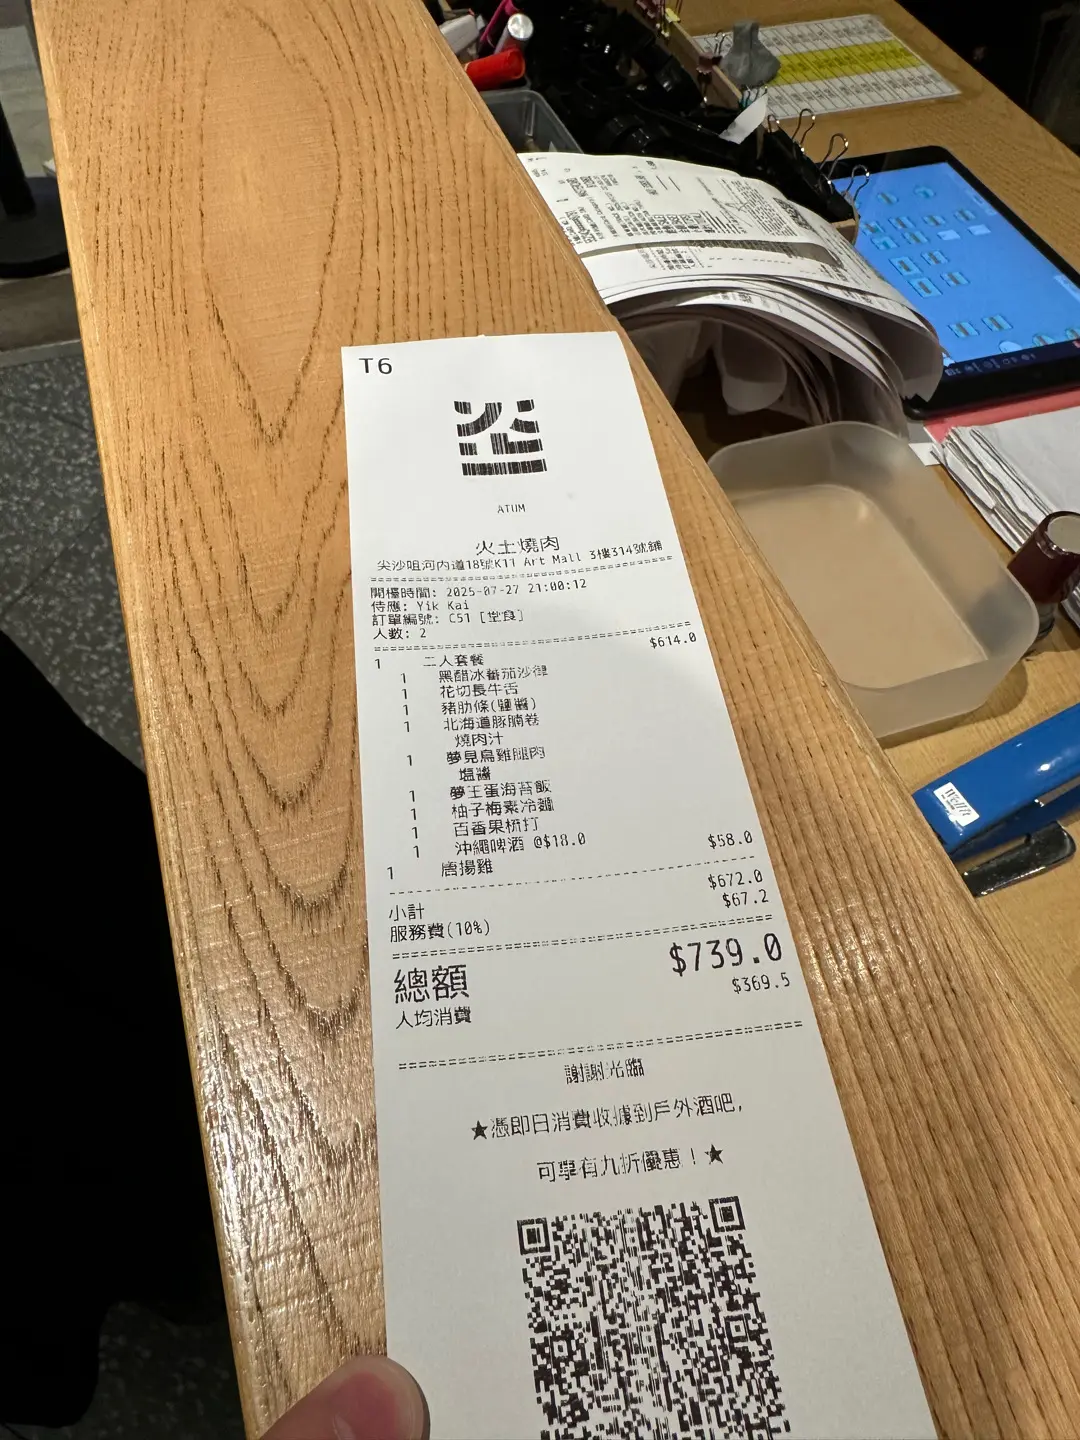 T6
ATUM
火土燒肉
尖沙咀河內道18號K11 Art Mall 3樓314號舖
開檯時間: 2025-07-27 21:00:12
侍應: Yik Kai
訂單編號: C51 [堂食]
人數: 2
1 二人套餐 $614.0
1 黑醋冰番茄沙律
1 花切長牛舌
1 豬肋條(鹽醬)
1 北海道豚腩卷
燒肉汁
1 夢見鳥雞腿肉
塩醬
1 夢王蛋海苔飯
1 柚子梅素冷麵
1 百香果梳打
1 沖繩啤酒 @$18.0
1 唐揚雞 $58.0
小計 $672.0
服務費(10%) $67.2
總額 $739.0
人均消費 $369.5
謝謝光臨
★憑即日消費收據到戶外酒吧,
可享有九折優惠！★